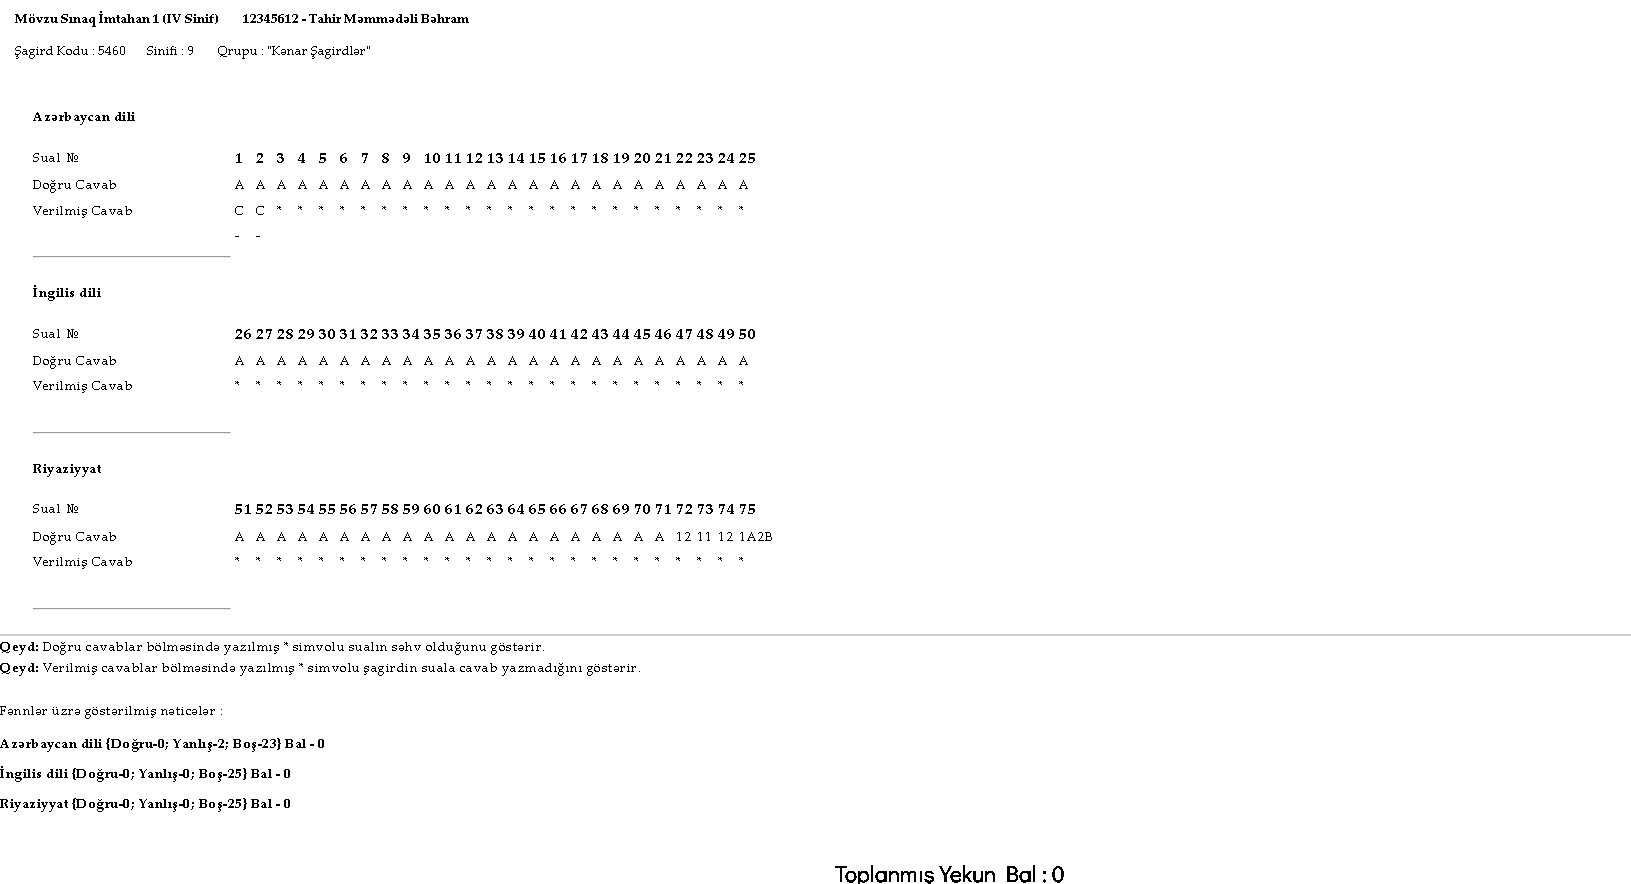 Mövzu Sınaq İmtahan 1 (IV Sinif) 12345612 - Tahir Məmmədəli Bəhram
Şagird Kodu : 5460 Sinifi : 9 Qrupu : "Kənar Şagirdlər"
Azərbaycan dili
Sual № 1 2 3 4 5 6 7 8 9 10 11 12 13 14 15 16 17 18 19 20 21 22 23 24 25
Doğru Cavab A A A A A A A A A A A A A A A A A A A A A A A A A
Verilmiş Cavab C C * * * * * * * * * * * * * * * * * * * * * * *
- -
İngilis dili
Sual № 26 27 28 29 30 31 32 33 34 35 36 37 38 39 40 41 42 43 44 45 46 47 48 49 50
Doğru Cavab A A A A A A A A A A A A A A A A A A A A A A A A A
Verilmiş Cavab * * * * * * * * * * * * * * * * * * * * * * * * *
Riyaziyyat
Sual № 51 52 53 54 55 56 57 58 59 60 61 62 63 64 65 66 67 68 69 70 71 72 73 74 75
Doğru Cavab A A A A A A A A A A A A A A A A A A A A A 12 11 12 1A2B
Verilmiş Cavab * * * * * * * * * * * * * * * * * * * * * * * * *
Qeyd: Doğru cavablar bölməsində yazılmış * simvolu sualın səhv olduğunu göstərir.
Qeyd: Verilmiş cavablar bölməsində yazılmış * simvolu şagirdin suala cavab yazmadığını göstərir.
Fənnlər üzrə göstərilmiş nəticələr :
Azərbaycan dili {Doğru-0; Yanlış-2; Boş-23} Bal - 0
İngilis dili {Doğru-0; Yanlış-0; Boş-25} Bal - 0
Riyaziyyat {Doğru-0; Yanlış-0; Boş-25} Bal - 0
Toplanmış Yekun Bal : 0